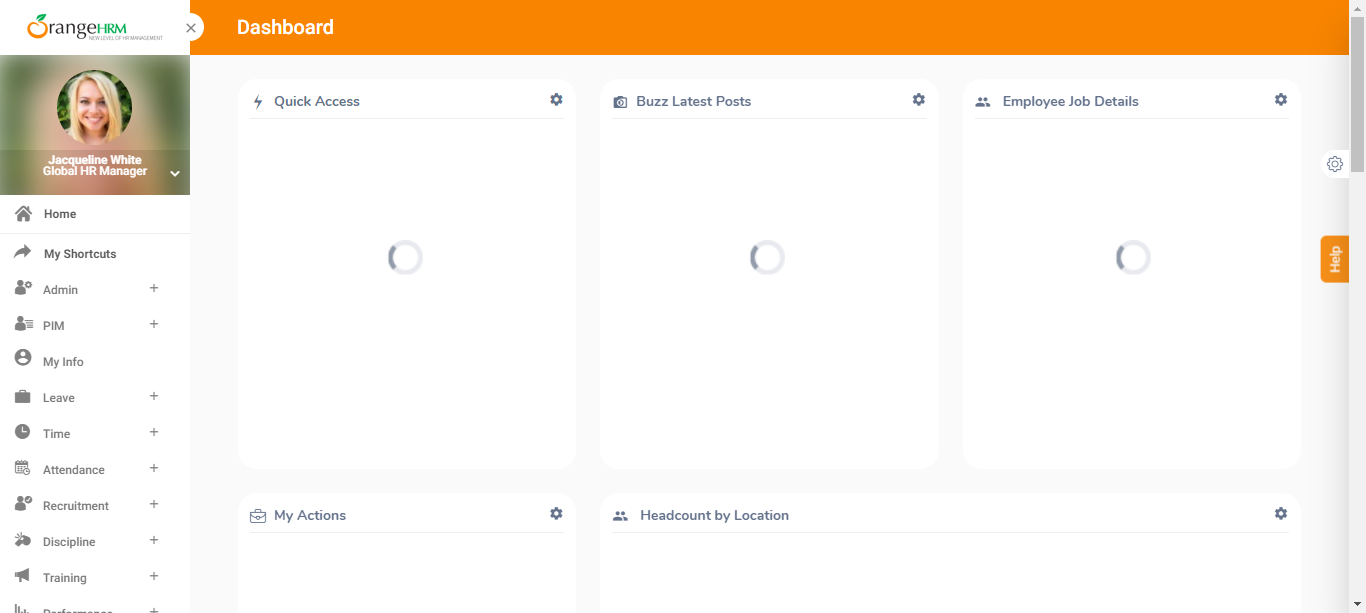 OrangeHRM
NEW LEVEL OF HR MANAGEMENT
Dashboard
Jacqueline White
Global HR Manager
Home
My Shortcuts
Admin
PIM
My Info
Leave
Time
Attendance
Recruitment
Discipline
Training
Performance
Quick Access
Buzz Latest Posts
Employee Job Details
My Actions
Headcount by Location
Help